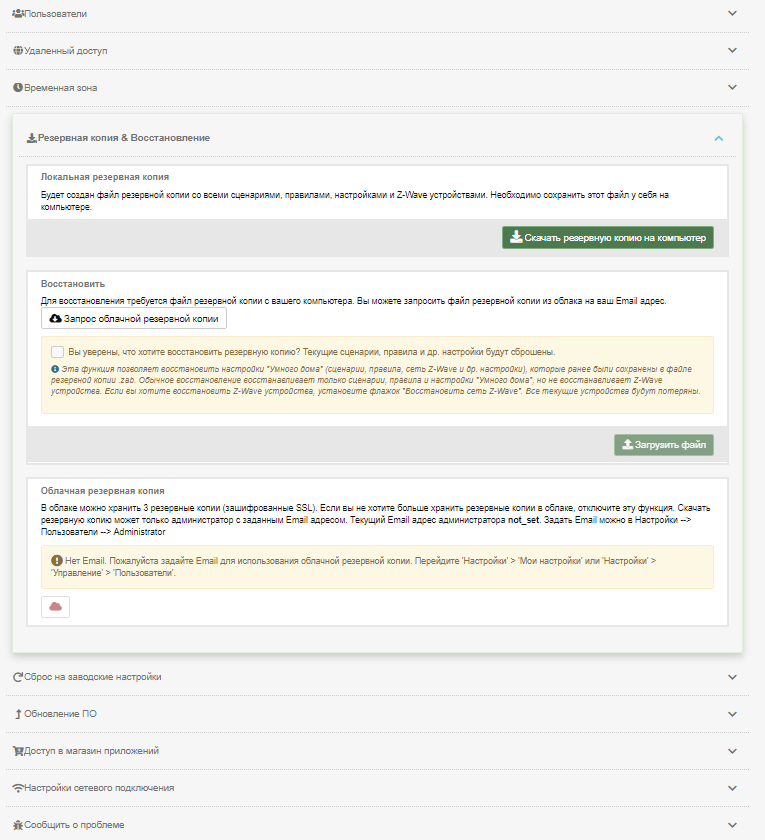 Пользователи
Удаленный доступ
Временная зона
Резервная копия & Восстановление
Локальная резервная копия
Будет создан файл резервной копии со всеми сценариями, правилами, настройками и Z-Wave устройствами. Необходимо сохранить этот файл у себя на
компьютере.
Скачать резервную копию на компьютер
Восстановить
Для восстановления требуется файл резервной копии с вашего компьютера. Вы можете запросить файл резервной копии из облака на ваш Email адрес.
Запрос облачной резервной копии
Вы уверены, что хотите восстановить резервную копию? Текущие сценарии, правила и др. настройки будут сброшены.
Эта функция позволяет восстановить настройки "Умного дома" (сценарии, правила, сеть Z-Wave и др. настройки), которые ранее были сохранены в файле
резервной копии .zab. Обычное восстановление восстанавливает только сценарии, правила и настройки "Умного дома", но не восстанавливает Z-Wave
устройства. Если вы хотите восстановить Z-Wave устройства, установите флажок "Восстановить сеть Z-Wave". Все текущие устройства будут потеряны.
Загрузить файл
Облачная резервная копия
В облаке можно хранить 3 резервные копии (зашифрованные SSL). Если вы не хотите больше хранить резервные копии в облаке, отключите эту функция. Скачать
резервную копию может только администратор с заданным Email адресом. Текущий Email адрес администратора not_set. Задать Email можно в Настройки -->
Пользователи --> Administrator
Нет Email. Пожалуйста задайте Email для использования облачной резервной копии. Перейдите 'Настройки' > 'Мои настройки' или 'Настройки' >
'Управление' > 'Пользователи'.
Сброс на заводские настройки
Обновление ПО
Доступ в магазин приложений
Настройки сетевого подключения
Сообщить о проблеме